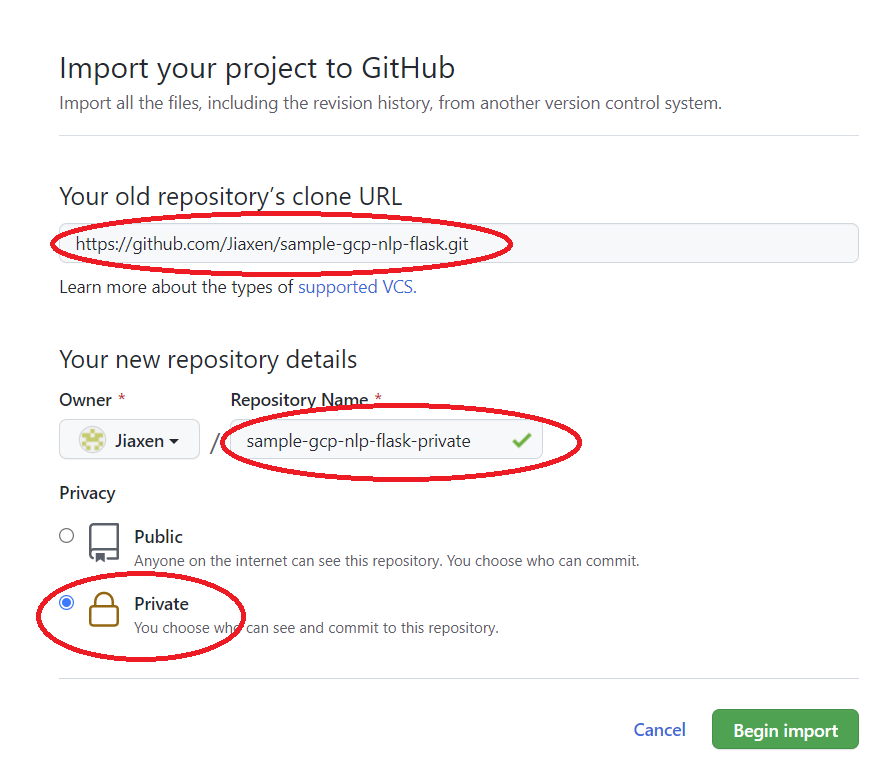 Import your project to GitHub
Import all the files, including the revision history, from another version control system.
Your old repository’s clone URL
https://github.com/Jiaxen/sample-gcp-nlp-flask.git
Learn more about the types of supported VCS.
Your new repository details
Owner * Repository Name *
Jiaxen / sample-gcp-nlp-flask-private
Privacy
Public
Anyone on the internet can see this repository. You choose who can commit.
Private
You choose who can see and commit to this repository.
Cancel Begin import